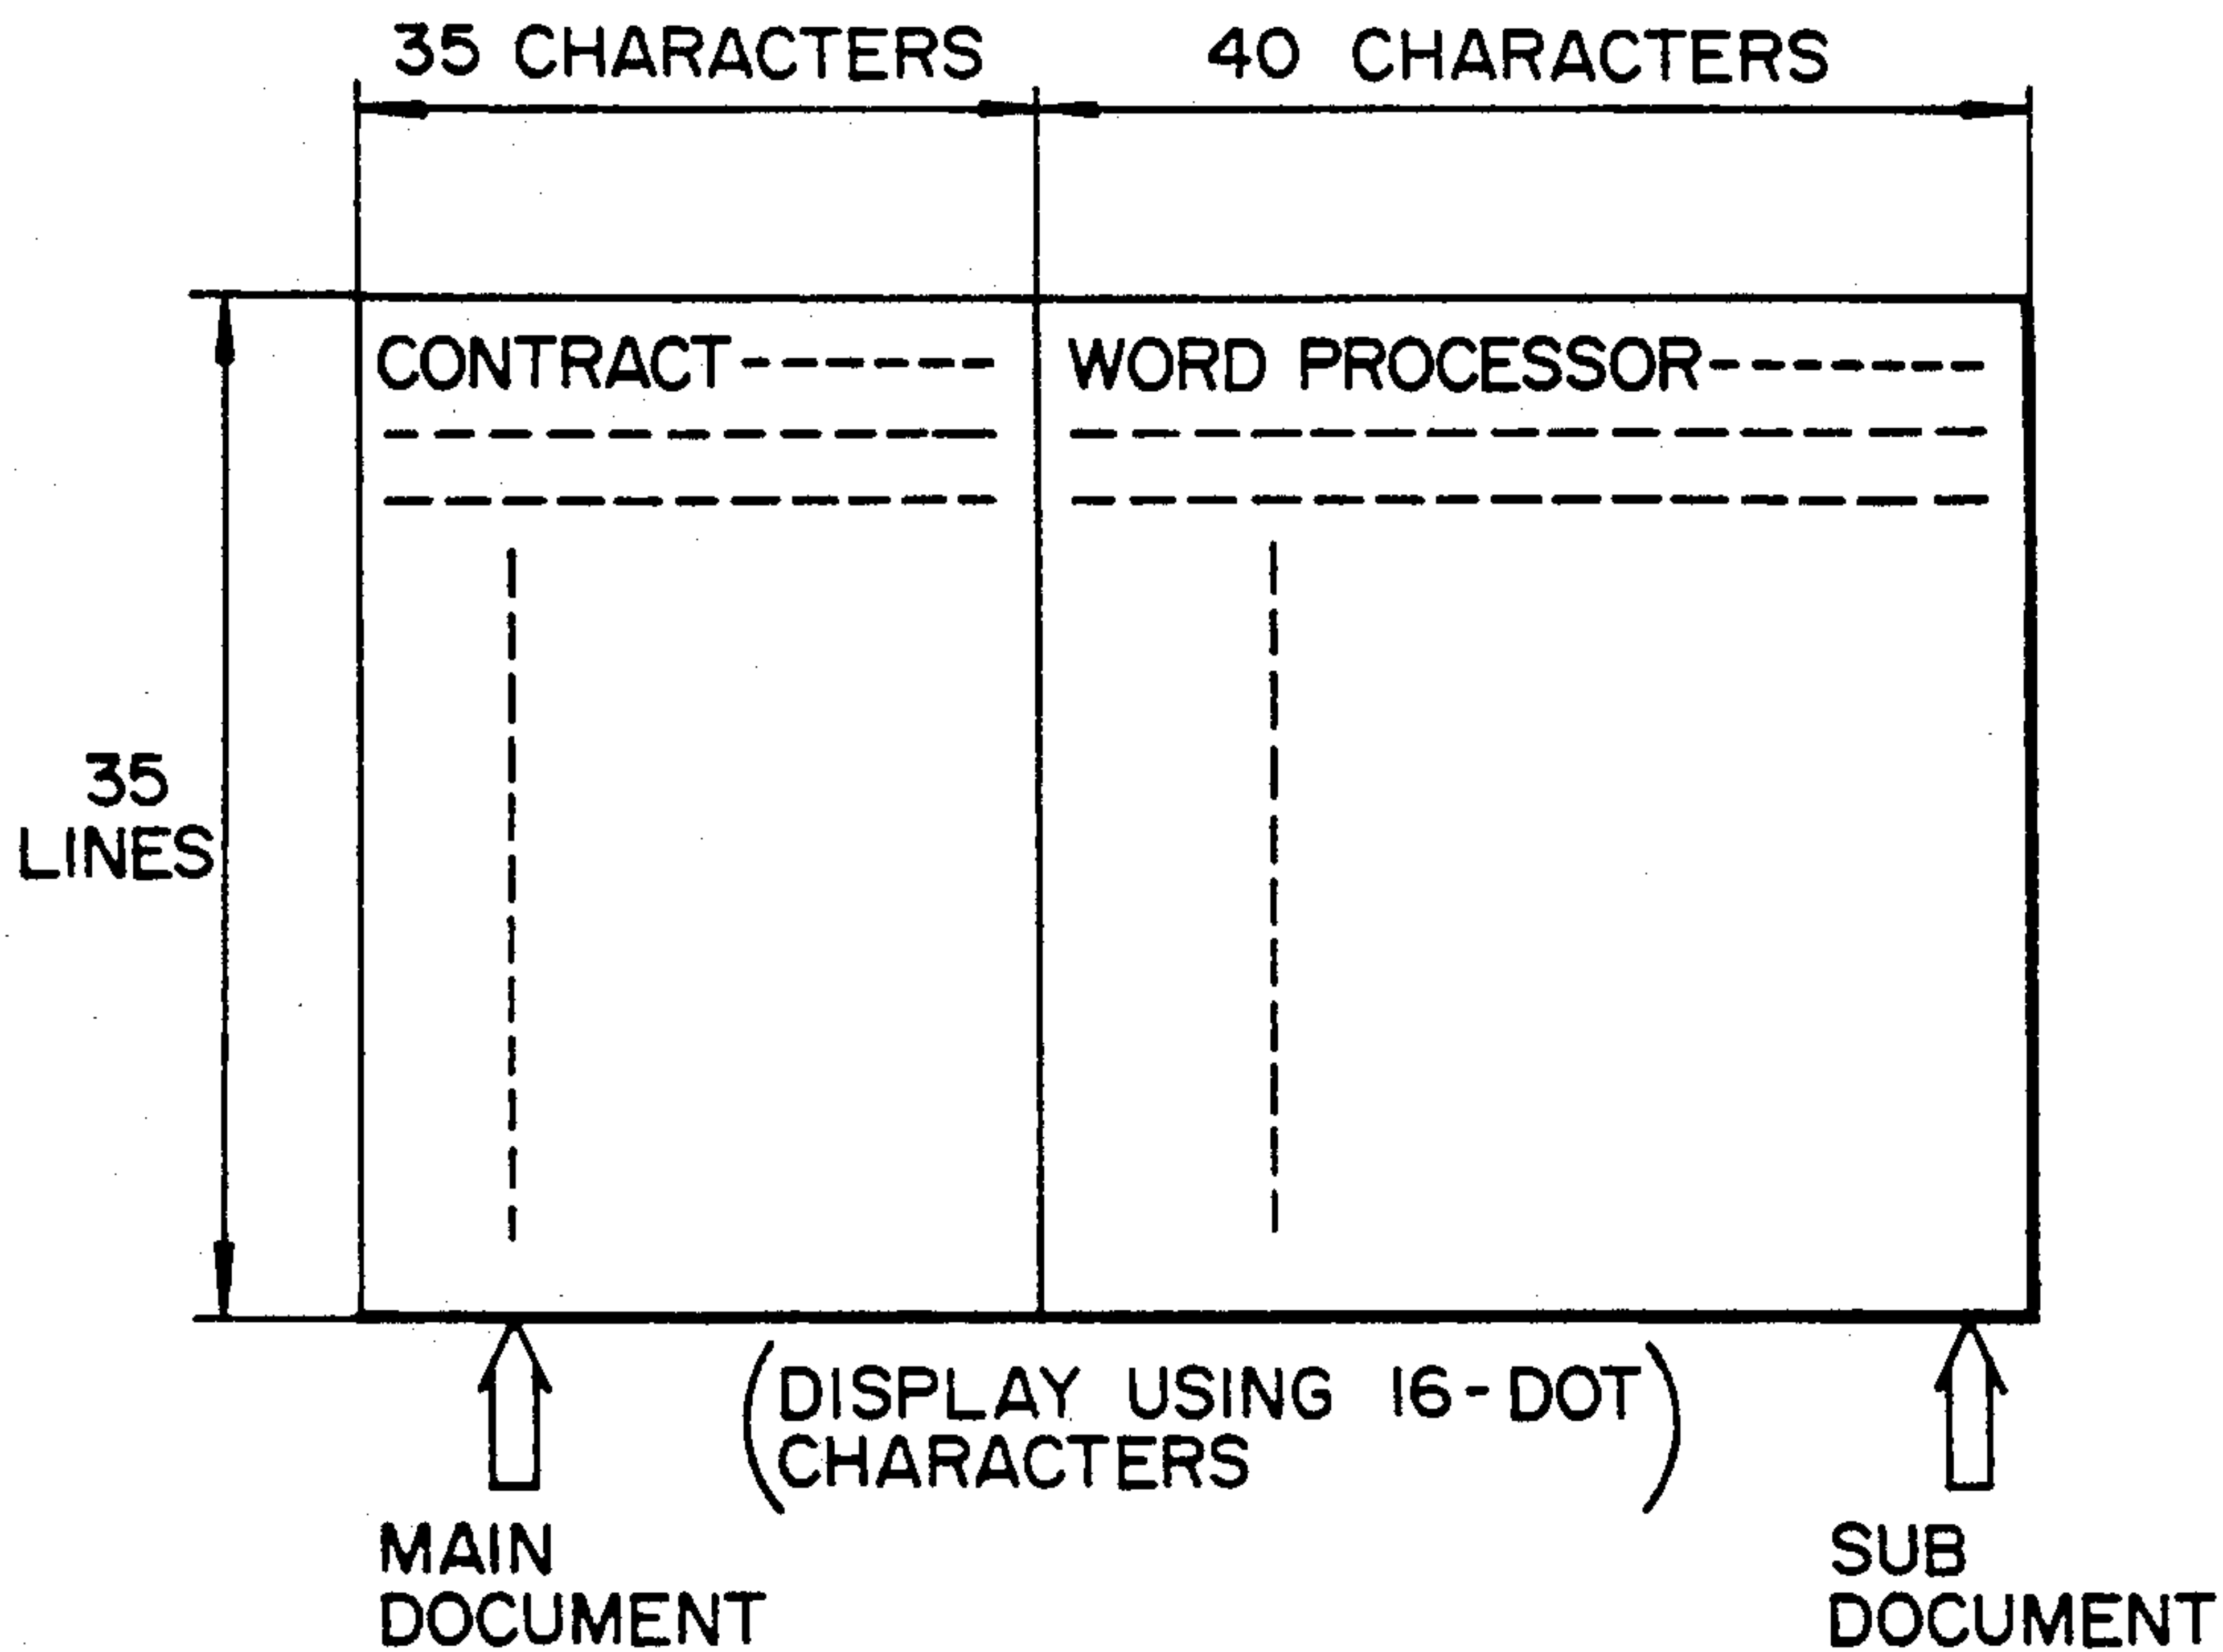 35 CHARACTERS
40 CHARACTERS
CONTRACT------
WORD PROCESSOR-------
35
LINES
(DISPLAY USING 16-DOT
CHARACTERS)
MAIN
DOCUMENT
SUB
DOCUMENT